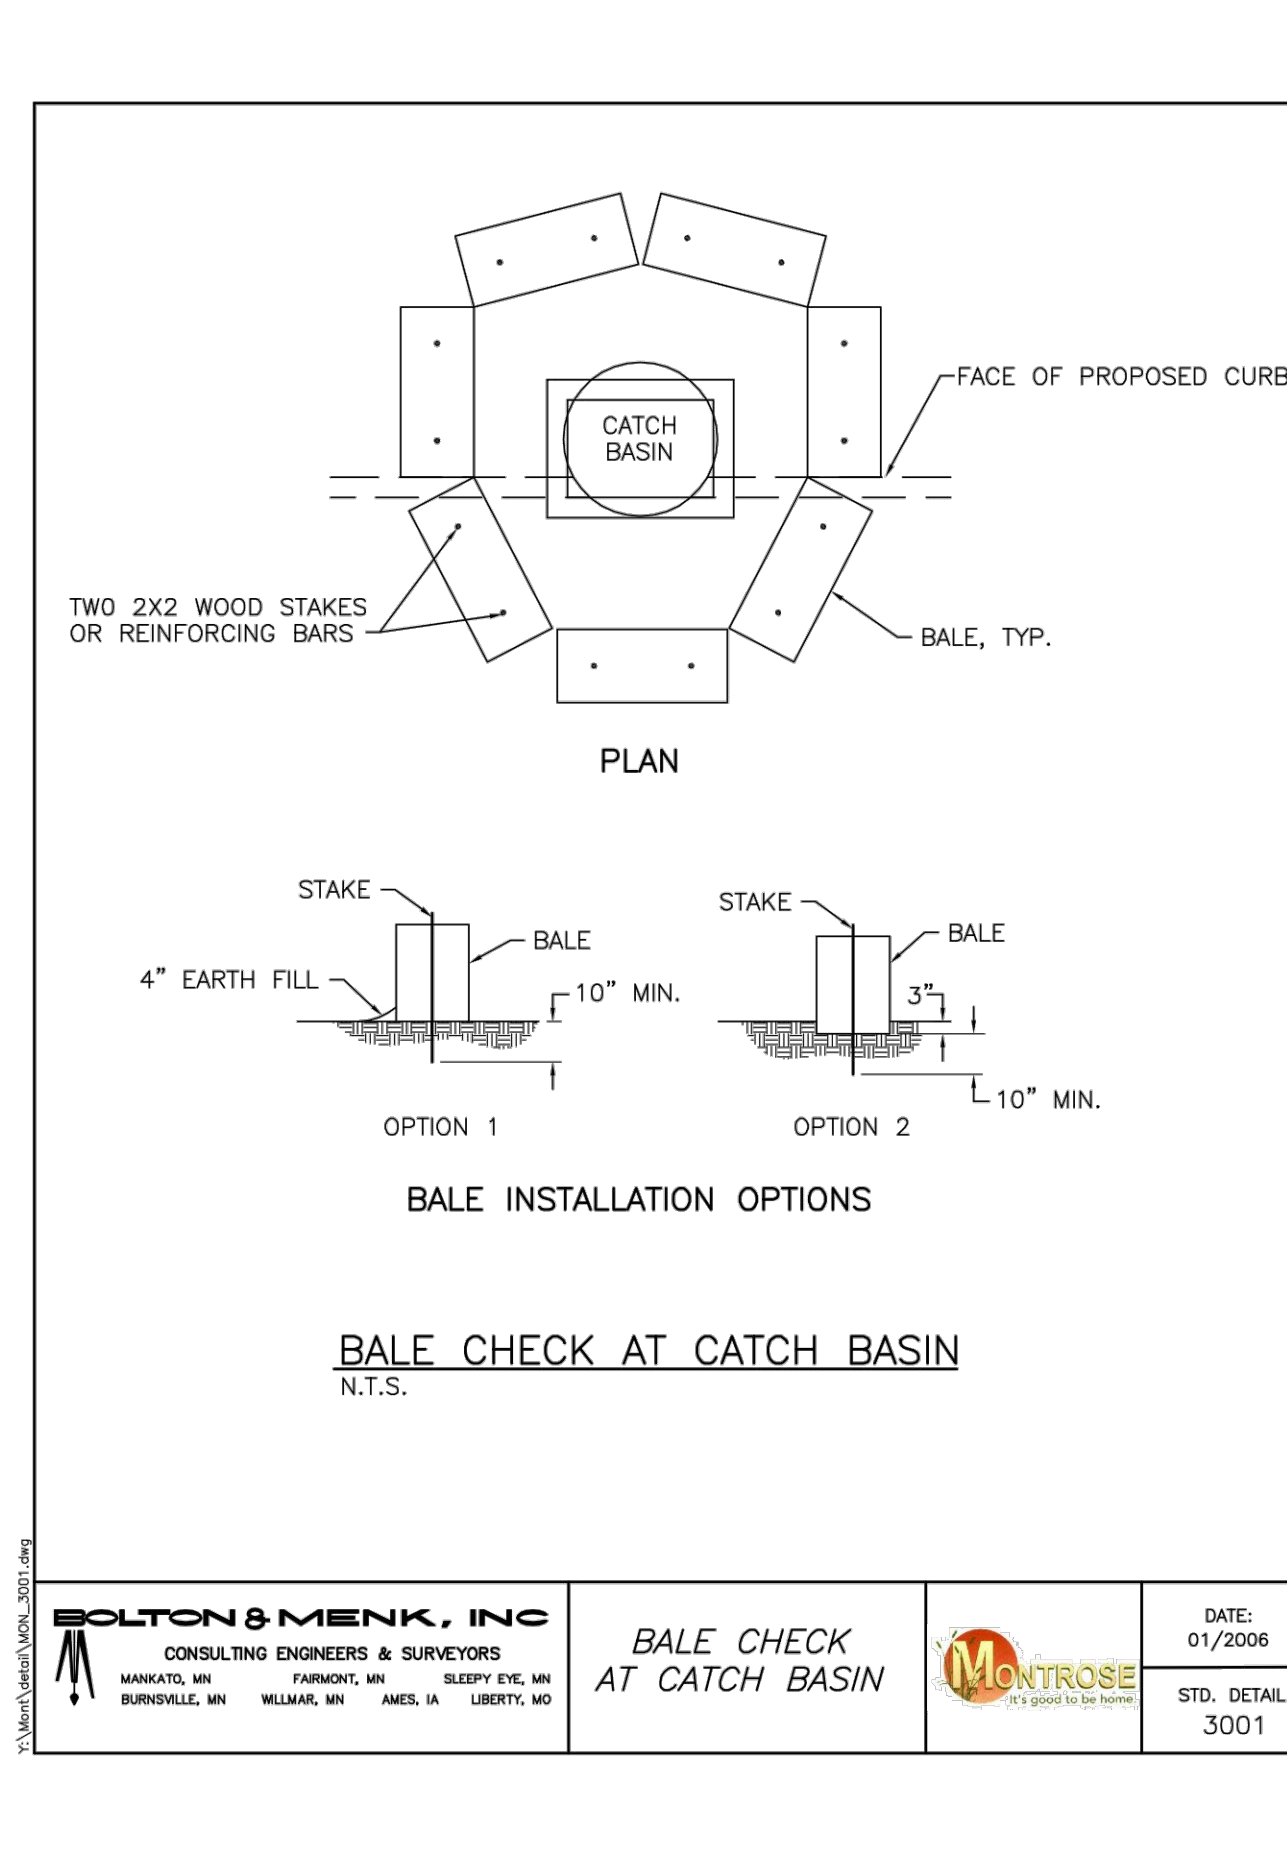 CATCH
BASIN
FACE OF PROPOSED CURB
TWO 2X2 WOOD STAKES
OR REINFORCING BARS
BALE, TYP.
PLAN
STAKE
BALE
4" EARTH FILL
10" MIN.
OPTION 1
STAKE
BALE
3"
10" MIN.
OPTION 2
BALE INSTALLATION OPTIONS
BALE CHECK AT CATCH BASIN
N.T.S.
Y:\Mont\detail\MON_3001.dwg
BOLTON & MENK, INC
CONSULTING ENGINEERS & SURVEYORS
MANKATO, MN FAIRMONT, MN SLEEPY EYE, MN
BURNSVILLE, MN WILLMAR, MN AMES, IA LIBERTY, MO
BALE CHECK
AT CATCH BASIN
MONTROSE
It's good to be home.
DATE:
01/2006
STD. DETAIL
3001